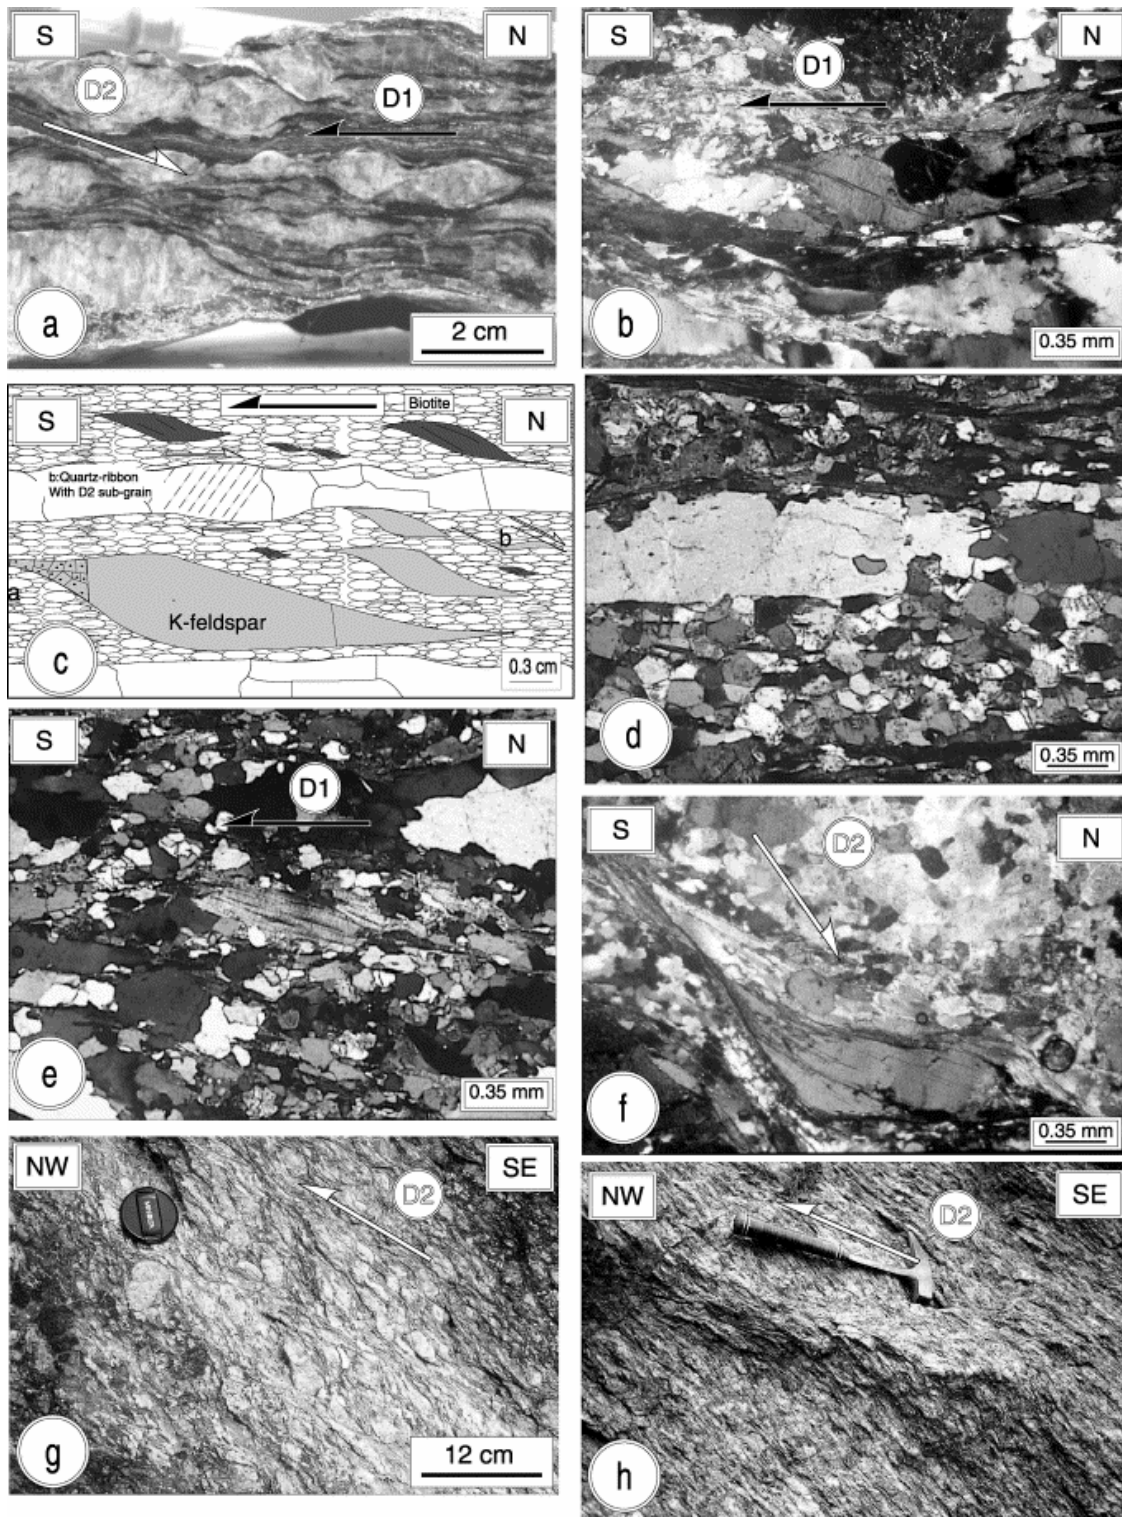 S
N
D2
D1
a
2 cm
S
N
D1
b
0.35 mm
S
Biotite
N
b:Quartz-ribbon
With D2 sub-grain
b
a
K-feldspar
c
0.3 cm
d
0.35 mm
S
N
D1
e
0.35 mm
S
D2
N
f
0.35 mm
NW
SE
D2
g
12 cm
NW
SE
D2
h